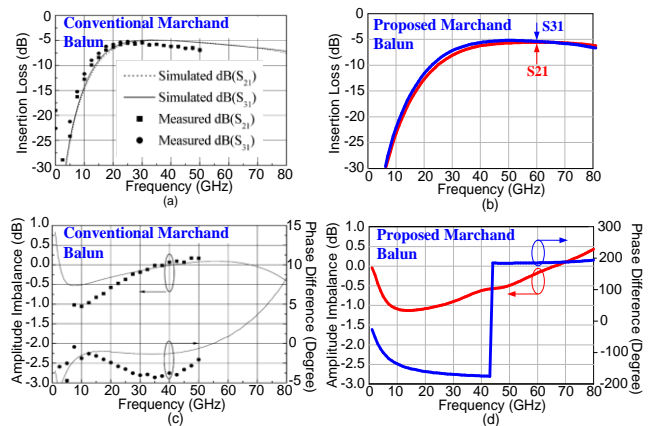 Conventional Marchand
Balun
Insertion Loss (dB)
-5
-5
-10
-15
-20
-25
-30
Simulated dB(S21)
Simulated dB(S31)
Measured dB(S21)
Measured dB(S31)
0 10 20 30 40 50 60 70 80
Frequency (GHz)
(a)
Proposed Marchand
Balun
S31
S21
Insertion Loss (dB)
0
-5
-10
-15
-20
-25
-30
0 10 20 30 40 50 60 70 80
Frequency (GHz)
(b)
Conventional Marchand
Balun
Amplitude Imbalance (dB)
1.0
0.5
0.0
-0.5
-1.0
-1.5
-2.0
-2.5
-3.0
15
10
5
0
-5
Phase Difference (Degree)
0 10 20 30 40 50 60 70 80
Frequency (GHz)
(c)
Proposed Marchand
Balun
Amplitude Imbalance (dB)
1.0
0.5
0.0
-0.5
-1.0
-1.5
-2.0
-2.5
-3.0
300
200
100
0
-100
-200
Phase Difference (Degree)
0 10 20 30 40 50 60 70 80
Frequency (GHz)
(d)